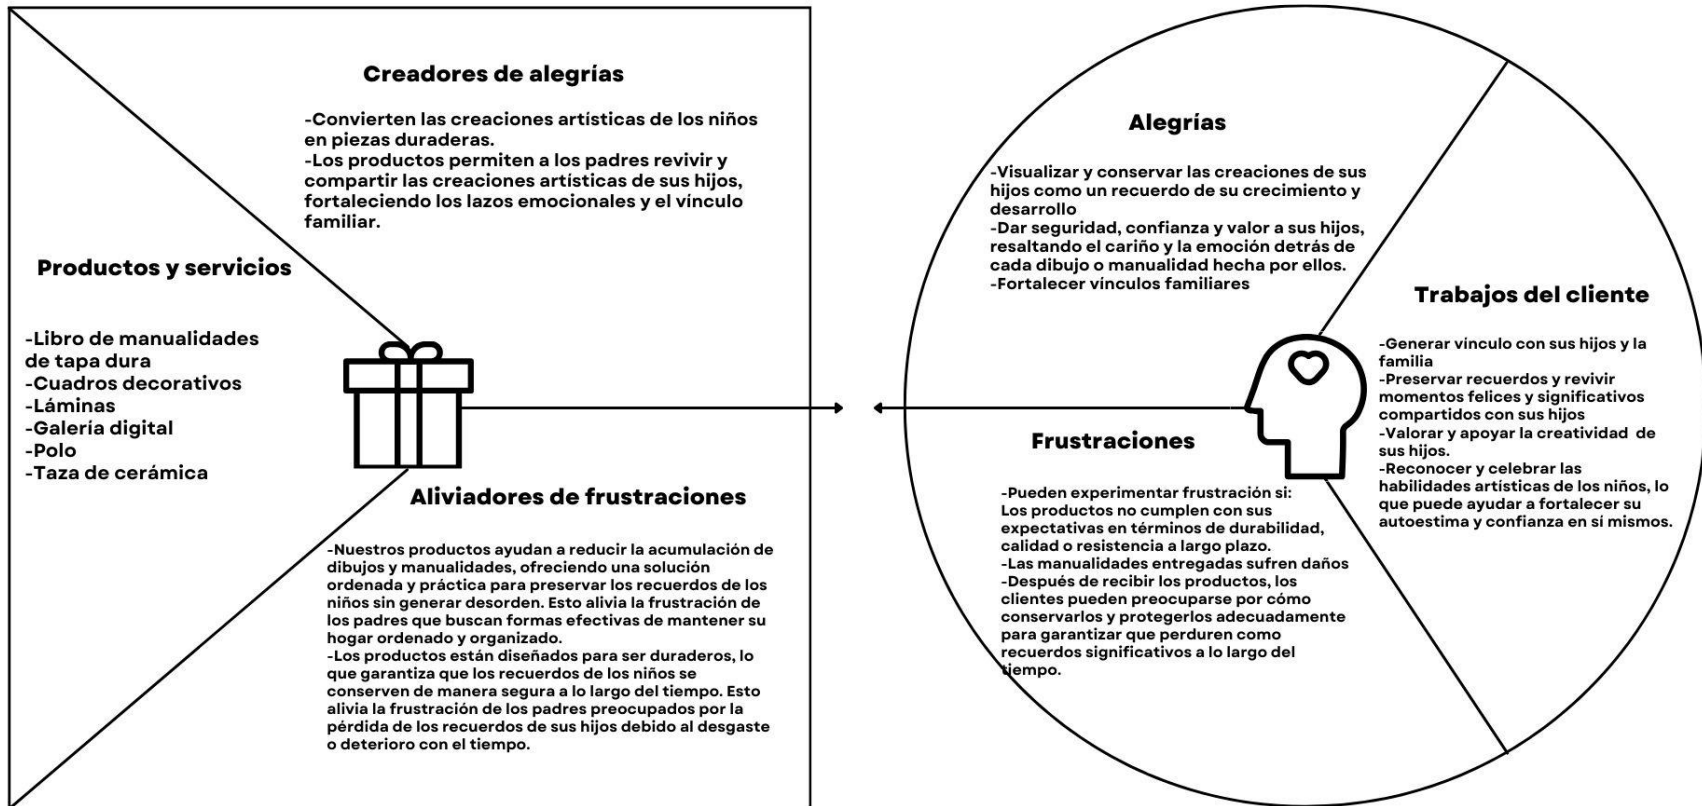 Creadores de alegrías
-Convierten las creaciones artísticas de los niños
en piezas duraderas.
-Los productos permiten a los padres revivir y
compartir las creaciones artísticas de sus hijos,
fortaleciendo los lazos emocionales y el vínculo
familiar.
Productos y servicios
-Libro de manualidades
de tapa dura
-Cuadros decorativos
-Láminas
-Galería digital
-Polo
-Taza de cerámica
Aliviadores de frustraciones
-Nuestros productos ayudan a reducir la acumulación de
dibujos y manualidades, ofreciendo una solución
ordenada y práctica para preservar los recuerdos de los
niños sin generar desorden. Esto alivia la frustración de
los padres que buscan formas efectivas de mantener su
hogar ordenado y organizado.
-Los productos están diseñados para ser duraderos, lo
que garantiza que los recuerdos de los niños se
conserven de manera segura a lo largo del tiempo. Esto
alivia la frustración de los padres preocupados por la
pérdida de los recuerdos de sus hijos debido al desgaste
o deterioro con el tiempo.
Alegrías
-Visualizar y conservar las creaciones de sus
hijos como un recuerdo de su crecimiento y
desarrollo
-Dar seguridad, confianza y valor a sus hijos,
resaltando el cariño y la emoción detrás de
cada dibujo o manualidad hecha por ellos.
-Fortalecer vínculos familiares
Trabajos del cliente
-Generar vínculo con sus hijos y la
familia
-Preservar recuerdos y revivir
momentos felices y significativos
compartidos con sus hijos
-Valorar y apoyar la creatividad de
sus hijos.
-Reconocer y celebrar las
habilidades artísticas de los niños, lo
que puede ayudar a fortalecer su
autoestima y confianza en sí mismos.
Frustraciones
-Pueden experimentar frustración si:
Los productos no cumplen con sus
expectativas en términos de durabilidad,
calidad o resistencia a largo plazo.
-Las manualidades entregadas sufren daños
-Después de recibir los productos, los
clientes pueden preocuparse por cómo
conservarlos y protegerlos adecuadamente
para garantizar que perduren como
recuerdos significativos a lo largo del
tiempo.